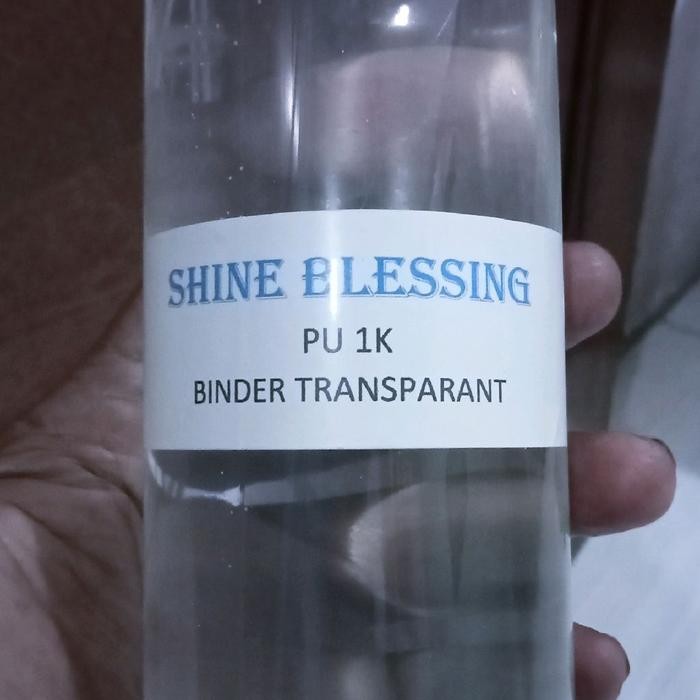 SHINE BLESSING
PU 1K
BINDER TRANSPARANT